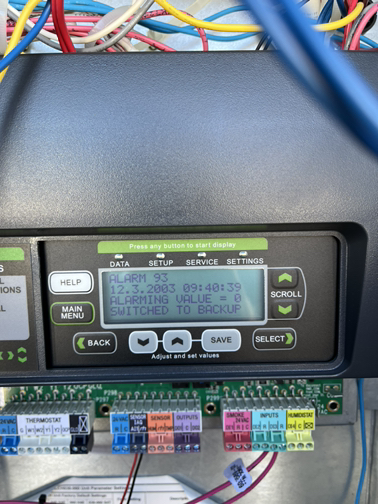 Press any button to start display
DATA SETUP SERVICE SETTINGS
HELP
ALARM 93
12.3.2003 09:40:39
ALARMING VALUE = 0
SWITCHED TO BACKUP
SCROLL
MAIN
MENU
BACK
SAVE
SELECT
Adjust and set values
THERMOSTAT
SENSOR
SENSOR
OUTPUTS
SMOKE
INPUTS
HUMIDISTAT